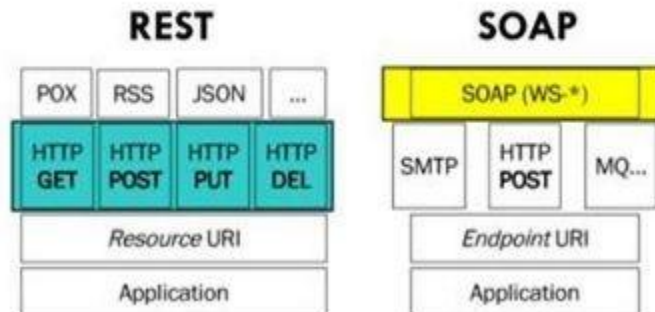 REST
POX RSS JSON ...
HTTP GET HTTP POST HTTP PUT HTTP DEL
Resource URI
Application
SOAP
SOAP (WS-*)
SMTP HTTP POST MQ...
Endpoint URI
Application